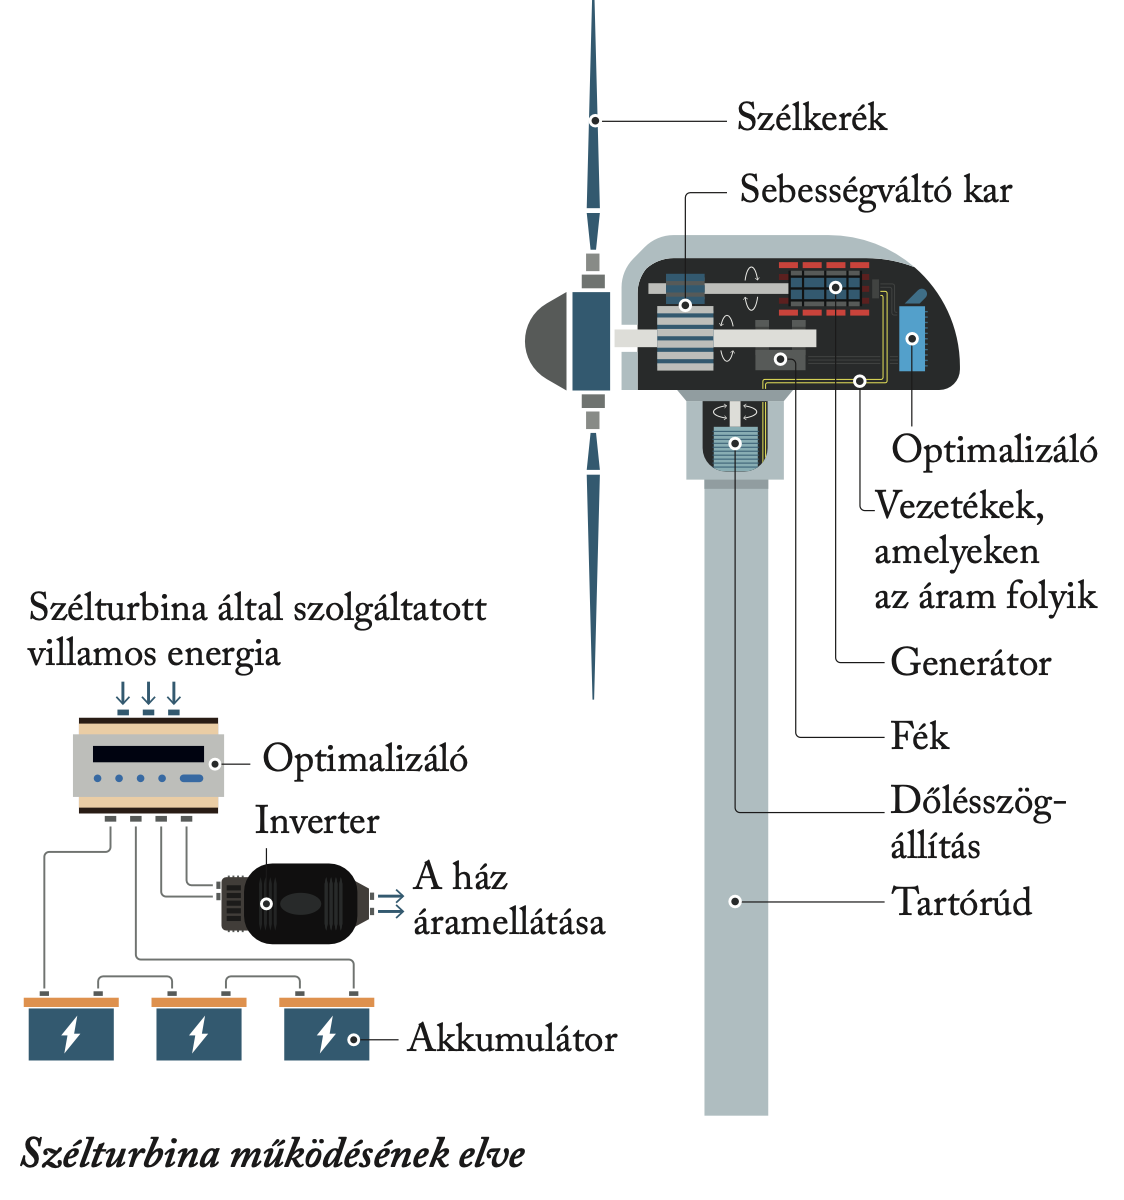 Szélkerék
Sebességváltó kar
Optimalizáló
Vezetékek,
amelyeken
az áram folyik
Generátor
Fék
Dőlésszög-
állítás
Tartórúd
Szélturbina által szolgáltatott
villamos energia
Optimalizáló
Inverter
A ház
áramellátása
Akkumulátor
Szélturbina működésének elve